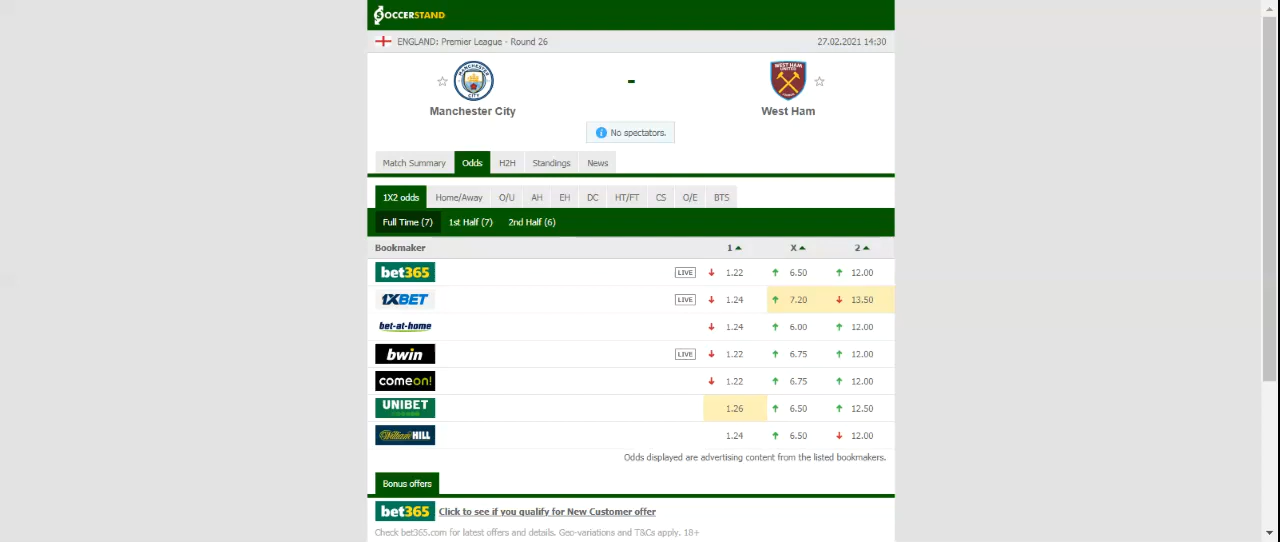 SOCCERSTAND
ENGLAND: Premier League - Round 26 27.02.2021 14:30
MANCHESTER CITY
WEST HAM UNITED
-
Manchester City West Ham
i No spectators.
Match Summary Odds H2H Standings News
1X2 odds Home/Away O/U AH EH DC HT/FT CS O/E BTS
Full Time (7) 1st Half (7) 2nd Half (6)
Bookmaker 1 X 2
bet365 LIVE 1.22 6.50 12.00
1XBET LIVE 1.24 7.20 13.50
bet-at-home 1.24 6.00 12.00
bwin LIVE 1.22 6.75 12.00
comeon! 1.22 6.75 12.00
UNIBET 1.26 6.50 12.50
William HILL 1.24 6.50 12.00
Odds displayed are advertising content from the listed bookmakers.
Bonus offers
bet365 Click to see if you qualify for New Customer offer
Check bet365.com for latest offers and details. Geo-variations and T&Cs apply. 18+